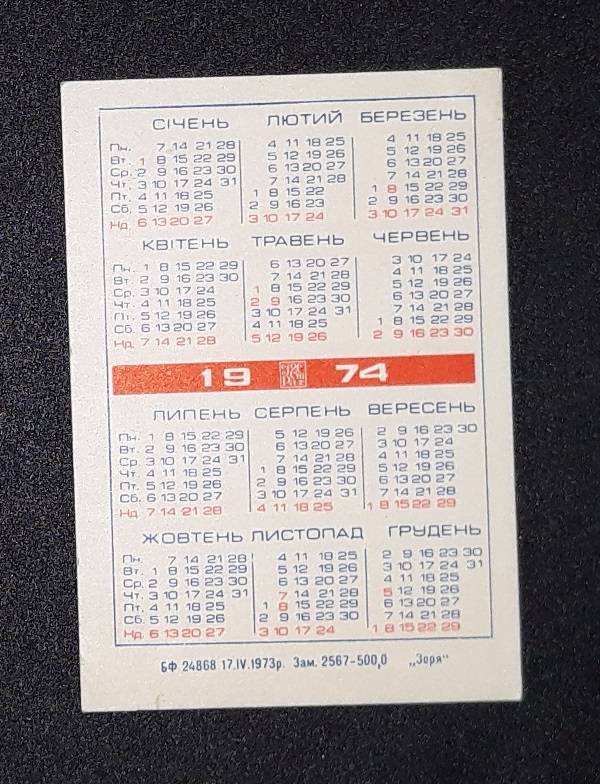 СІЧЕНЬ ЛЮТИЙ БЕРЕЗЕНЬ
Пн. 7 14 21 28 4 11 18 25 4 11 18 25
Вт. 1 8 15 22 29 5 12 19 26 5 12 19 26
Ср. 2 9 16 23 30 6 13 20 27 6 13 20 27
Чт. 3 10 17 24 31 7 14 21 28 7 14 21 28
Пт. 4 11 18 25 1 8 15 22 1 8 15 22 29
Сб. 5 12 19 26 2 9 16 23 2 9 16 23 30
Нд. 6 13 20 27 3 10 17 24 3 10 17 24 31
КВІТЕНЬ ТРАВЕНЬ ЧЕРВЕНЬ
Пн. 1 8 15 22 29 6 13 20 27 3 10 17 24
Вт. 2 9 16 23 30 7 14 21 28 4 11 18 25
Ср. 3 10 17 24 1 8 15 22 29 5 12 19 26
Чт. 4 11 18 25 2 9 16 23 30 6 13 20 27
Пт. 5 12 19 26 3 10 17 24 31 7 14 21 28
Сб. 6 13 20 27 4 11 18 25 1 8 15 22 29
Нд. 7 14 21 28 5 12 19 26 2 9 16 23 30
19 74
ЛИПЕНЬ СЕРПЕНЬ ВЕРЕСЕНЬ
Пн. 1 8 15 22 29 5 12 19 26 2 9 16 23 30
Вт. 2 9 16 23 30 6 13 20 27 3 10 17 24
Ср. 3 10 17 24 31 7 14 21 28 4 11 18 25
Чт. 4 11 18 25 1 8 15 22 29 5 12 19 26
Пт. 5 12 19 26 2 9 16 23 30 6 13 20 27
Сб. 6 13 20 27 3 10 17 24 31 7 14 21 28
Нд. 7 14 21 28 4 11 18 25 1 8 15 22 29
ЖОВТЕНЬ ЛИСТОПАД ГРУДЕНЬ
Пн. 7 14 21 28 4 11 18 25 2 9 16 23 30
Вт. 1 8 15 22 29 5 12 19 26 3 10 17 24 31
Ср. 2 9 16 23 30 6 13 20 27 4 11 18 25
Чт. 3 10 17 24 31 7 14 21 28 5 12 19 26
Пт. 4 11 18 25 1 8 15 22 29 6 13 20 27
Сб. 5 12 19 26 2 9 16 23 30 7 14 21 28
Нд. 6 13 20 27 3 10 17 24 1 8 15 22 29
БФ 24868 17.IV.1973р. Зам. 2567-500,0 „Зоря"